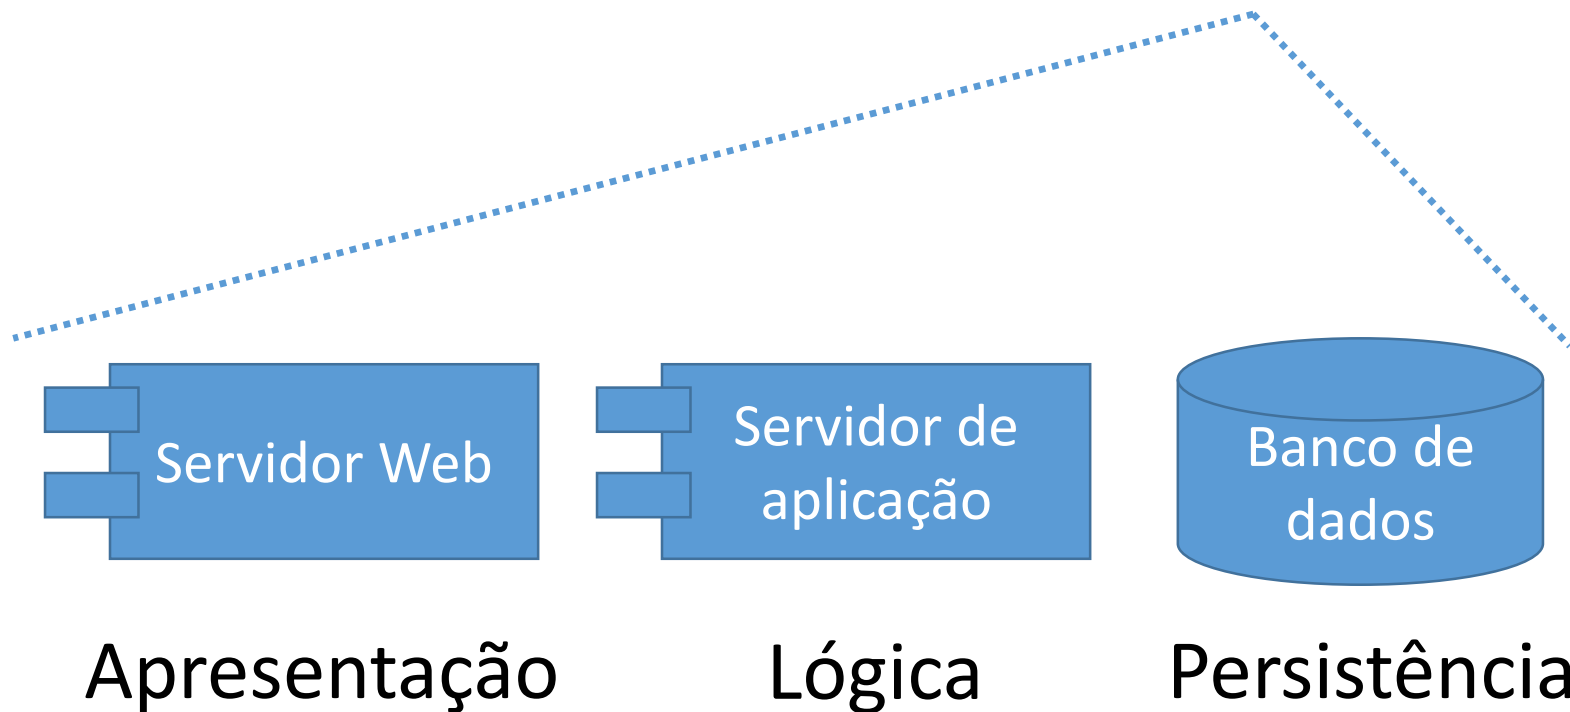 Servidor Web
Servidor de
aplicação
Banco de
dados
Apresentação
Lógica
Persistência